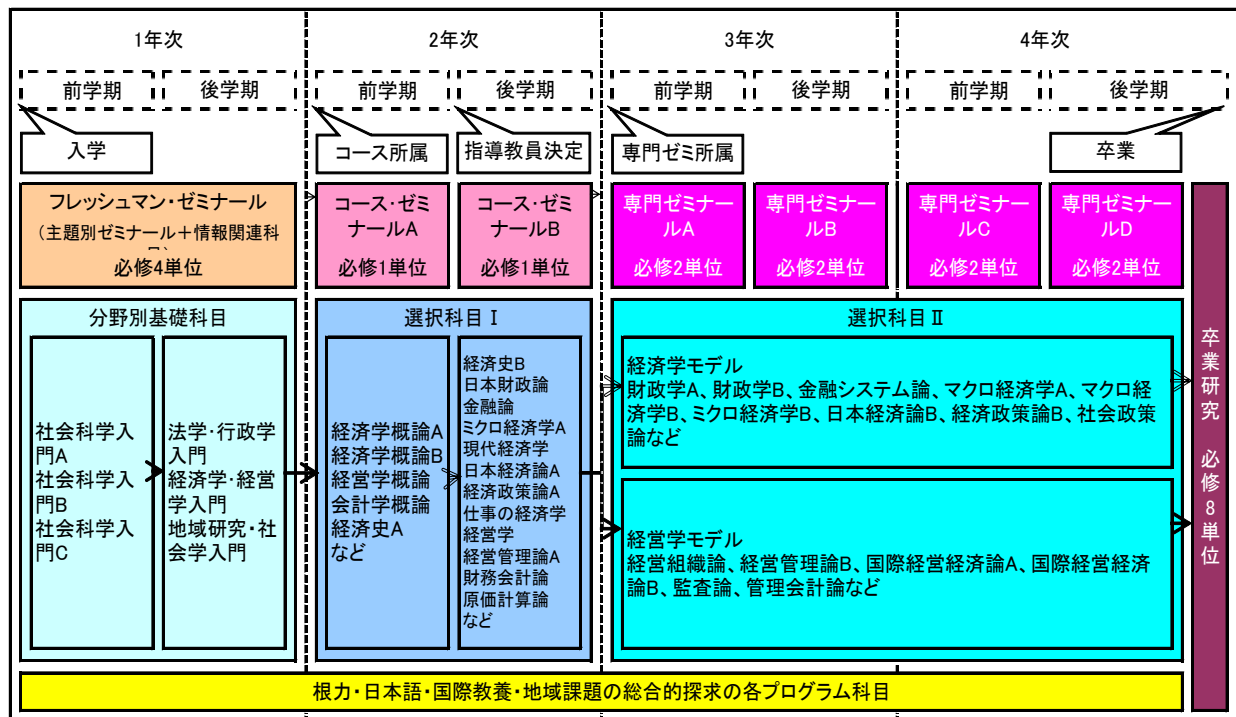 1年次
2年次
3年次
4年次
前学期
後学期
前学期
後学期
前学期
後学期
前学期
後学期
入学
コース所属
指導教員決定
専門ゼミ所属
卒業
フレッシュマン・ゼミナール
(主題別ゼミナール+情報関連科
目)
必修4単位
コース・ゼミ
ナールA
必修1単位
コース・ゼミ
ナールB
必修1単位
専門ゼミナー
ルA
必修2単位
専門ゼミナー
ルB
必修2単位
専門ゼミナー
ルC
必修2単位
専門ゼミナー
ルD
必修2単位
分野別基礎科目
社会科学入
門A
社会科学入
門B
社会科学入
門C
法学・行政学
入門
経済学・経営
学入門
地域研究・社
会学入門
選択科目Ⅰ
経済学概論A
経済学概論B
経営学概論
会計学概論
経済史A
など
経済史B
日本財政論
金融論
ミクロ経済学A
現代経済学
日本経済論A
経済政策論A
仕事の経済学
経営学
経営管理論A
財務会計論
原価計算論
など
選択科目Ⅱ
経済学モデル
財政学A、財政学B、金融システム論、マクロ経済学A、マクロ経
済学B、ミクロ経済学B、日本経済論B、経済政策論B、社会政策
論など
経営学モデル
経営組織論、経営管理論B、国際経営経済論A、国際経営経済
論B、監査論、管理会計論など
卒業研究 必修8単位
根力・日本語・国際教養・地域課題の総合的探求の各プログラム科目